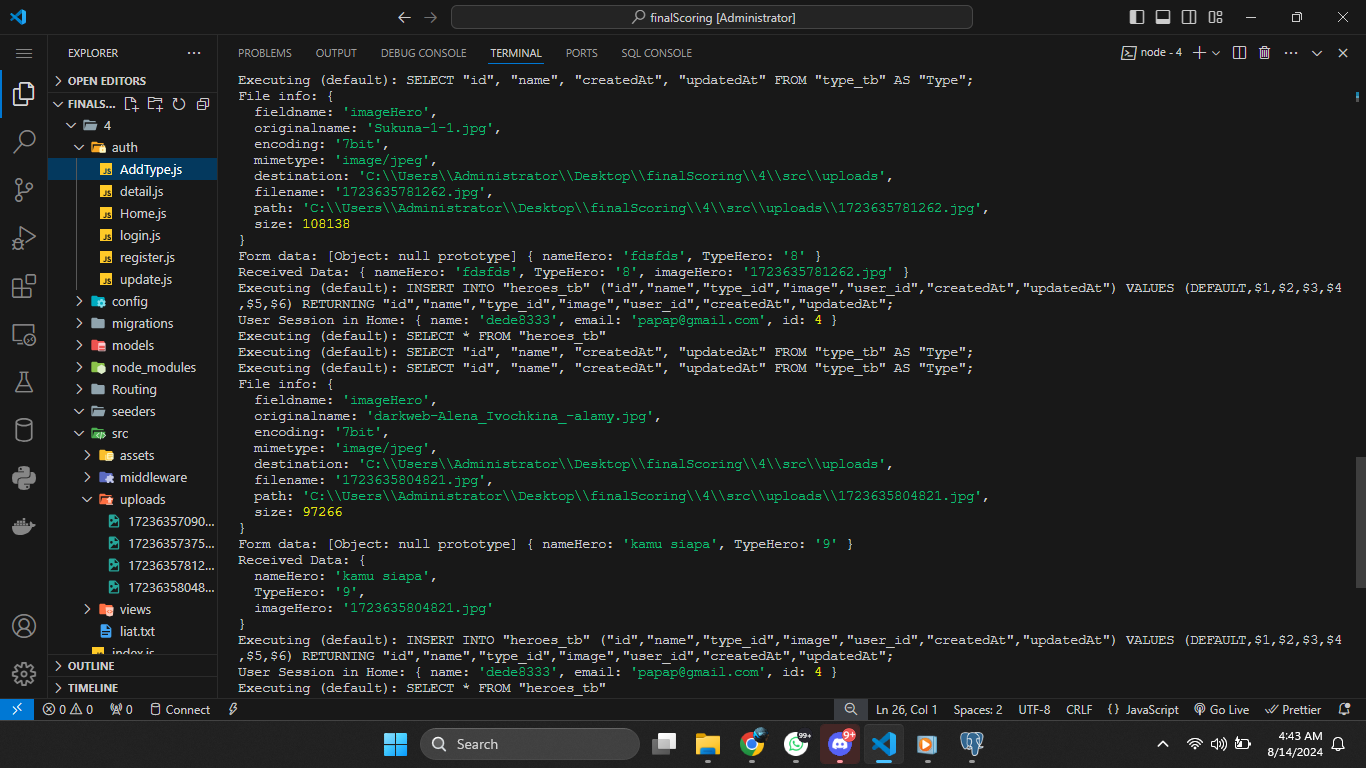 finalScoring [Administrator]
EXPLORER
OPEN EDITORS
FINALS...
4
auth
AddType.js
detail.js
Home.js
login.js
register.js
update.js
config
migrations
models
node_modules
Routing
seeders
src
assets
middleware
uploads
17236357090...
17236357375...
17236357812...
17236358048...
views
liat.txt
index.js
OUTLINE
TIMELINE
PROBLEMS OUTPUT DEBUG CONSOLE TERMINAL PORTS SQL CONSOLE
node - 4
Executing (default): SELECT "id", "name", "createdAt", "updatedAt" FROM "type_tb" AS "Type";
File info: {
fieldname: 'imageHero',
originalname: 'Sukuna-1-1.jpg',
encoding: '7bit',
mimetype: 'image/jpeg',
destination: 'C:\\Users\\Administrator\\Desktop\\finalScoring\\4\\src\\uploads',
filename: '1723635781262.jpg',
path: 'C:\\Users\\Administrator\\Desktop\\finalScoring\\4\\src\\uploads\\1723635781262.jpg',
size: 108138
}
Form data: [Object: null prototype] { nameHero: 'fdsfds', TypeHero: '8' }
Received Data: { nameHero: 'fdsfds', TypeHero: '8', imageHero: '1723635781262.jpg' }
Executing (default): INSERT INTO "heroes_tb" ("id","name","type_id","image","user_id","createdAt","updatedAt") VALUES (DEFAULT,$1,$2,$3,$4
,$5,$6) RETURNING "id","name","type_id","image","user_id","createdAt","updatedAt";
User Session in Home: { name: 'dede8333', email: 'papap@gmail.com', id: 4 }
Executing (default): SELECT * FROM "heroes_tb"
Executing (default): SELECT "id", "name", "createdAt", "updatedAt" FROM "type_tb" AS "Type";
Executing (default): SELECT "id", "name", "createdAt", "updatedAt" FROM "type_tb" AS "Type";
File info: {
fieldname: 'imageHero',
originalname: 'darkweb-Alena_Ivochkina_-alamy.jpg',
encoding: '7bit',
mimetype: 'image/jpeg',
destination: 'C:\\Users\\Administrator\\Desktop\\finalScoring\\4\\src\\uploads',
filename: '1723635804821.jpg',
path: 'C:\\Users\\Administrator\\Desktop\\finalScoring\\4\\src\\uploads\\1723635804821.jpg',
size: 97266
}
Form data: [Object: null prototype] { nameHero: 'kamu siapa', TypeHero: '9' }
Received Data: {
nameHero: 'kamu siapa',
TypeHero: '9',
imageHero: '1723635804821.jpg'
}
Executing (default): INSERT INTO "heroes_tb" ("id","name","type_id","image","user_id","createdAt","updatedAt") VALUES (DEFAULT,$1,$2,$3,$4
,$5,$6) RETURNING "id","name","type_id","image","user_id","createdAt","updatedAt";
User Session in Home: { name: 'dede8333', email: 'papap@gmail.com', id: 4 }
Executing (default): SELECT * FROM "heroes_tb"
0 0 0 Connect Ln 26, Col 1 Spaces: 2 UTF-8 CRLF {} JavaScript Go Live Prettier
Search
99+
9+
4:43 AM
8/14/2024